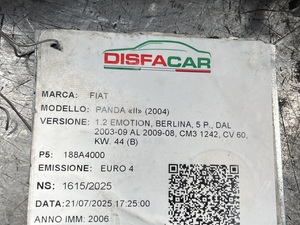 DISFACAR
MARCA: FIAT
MODELLO: PANDA «II» (2004)
VERSIONE: 1.2 EMOTION, BERLINA, 5 P., DAL
2003-09 AL 2009-08, CM3 1242, CV 60,
KW. 44 (B)
P5: 188A4000
EMISSIONE: EURO 4
NS: 1615/2025
DATA: 21/07/2025 17:25:00
ANNO IMM: 2006